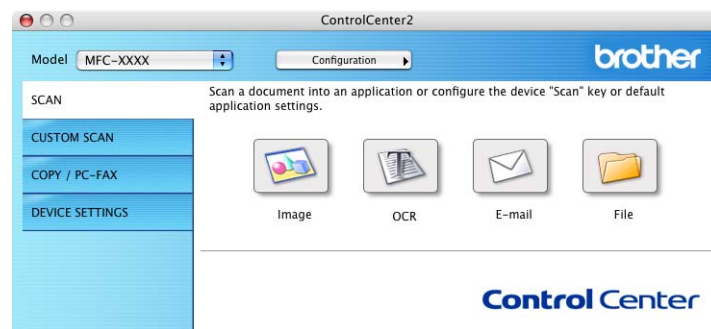 ControlCenter2
Model MFC-XXXX Configuration brother
SCAN
CUSTOM SCAN
COPY / PC-FAX
DEVICE SETTINGS
Scan a document into an application or configure the device "Scan" key or default
application settings.
Image OCR E-mail File
Control Center